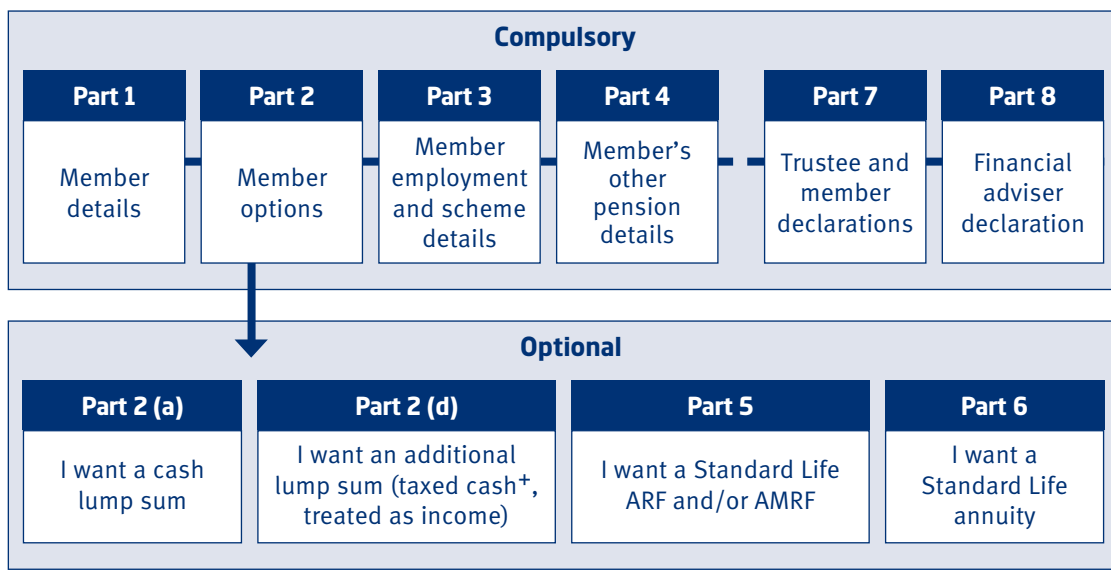 Compulsory
Part 1
Member
details
Part 2
Member
options
Part 3
Member
employment
and scheme
details
Part 4
Member’s
other
pension
details
Part 7
Trustee and
member
declarations
Part 8
Financial
adviser
declaration
Optional
Part 2 (a)
I want a cash
lump sum
Part 2 (d)
I want an additional
lump sum (taxed cash⁺,
treated as income)
Part 5
I want a Standard Life
ARF and/or AMRF
Part 6
I want a
Standard Life
annuity